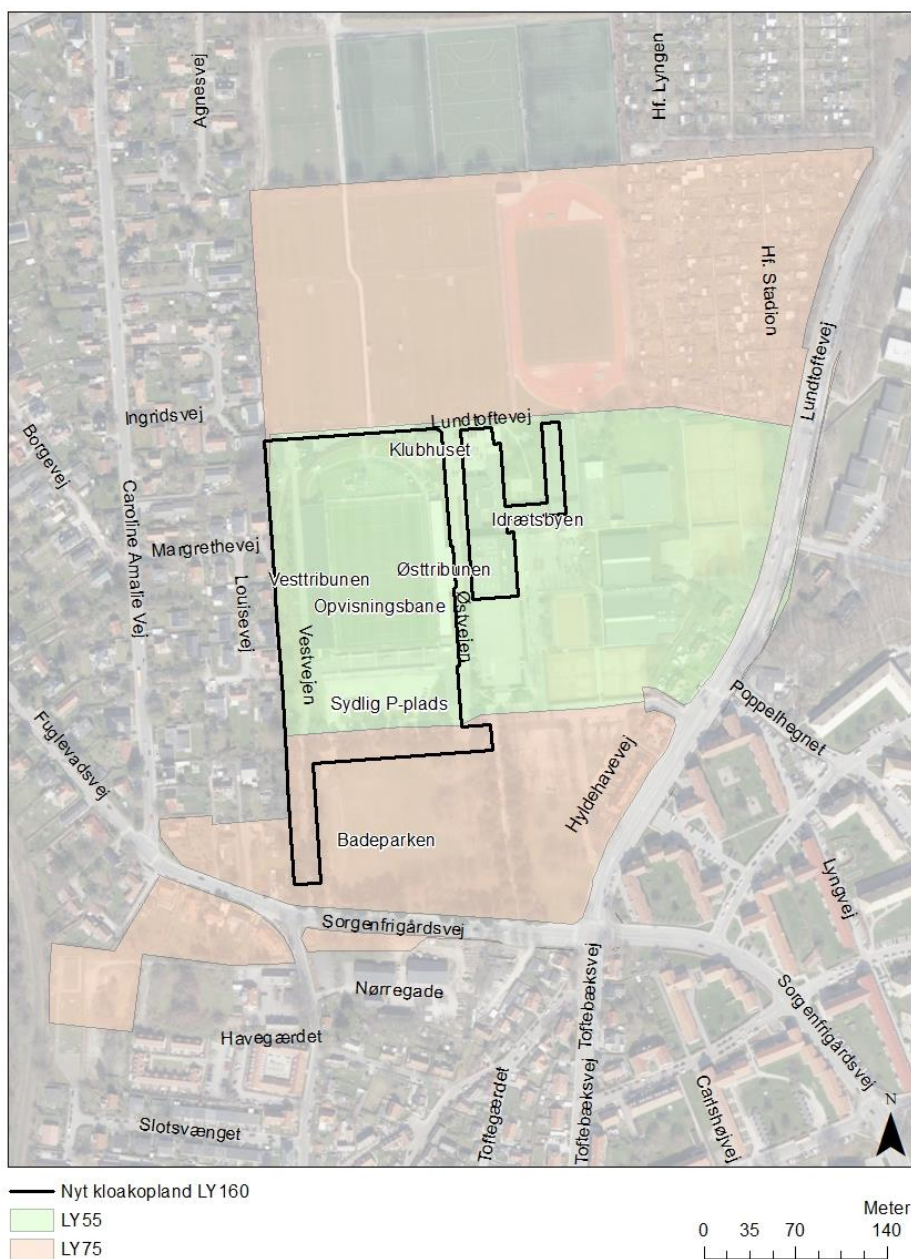 Agnesvej
Hf. Lyngen
Hf. Stadion
Lundtoftevej
Ingridsvej
Lundtoftevej
Klubhuset
Borgevej
Caroline Amalie Vej
Idrætsbyen
Margrethevej
Louisevej
Vesttribunen
Østtribunen
Opvisningsbane
Østvejen
Vestvejen
Sydlig P-plads
Poppelhegnet
Fuglevadsvej
Hyldehavevej
Badeparken
Lyngvej
Sorgenfrigårdsvej
Nørregade
Toftebæksvej
Sorgenfrigårdsvej
Havegærdet
Toftegærdet
Toftebæksvej
Carlshøjvej
Slotsvænget
N
Nyt kloakopland LY160
LY55
LY75
Meter
0 35 70 140